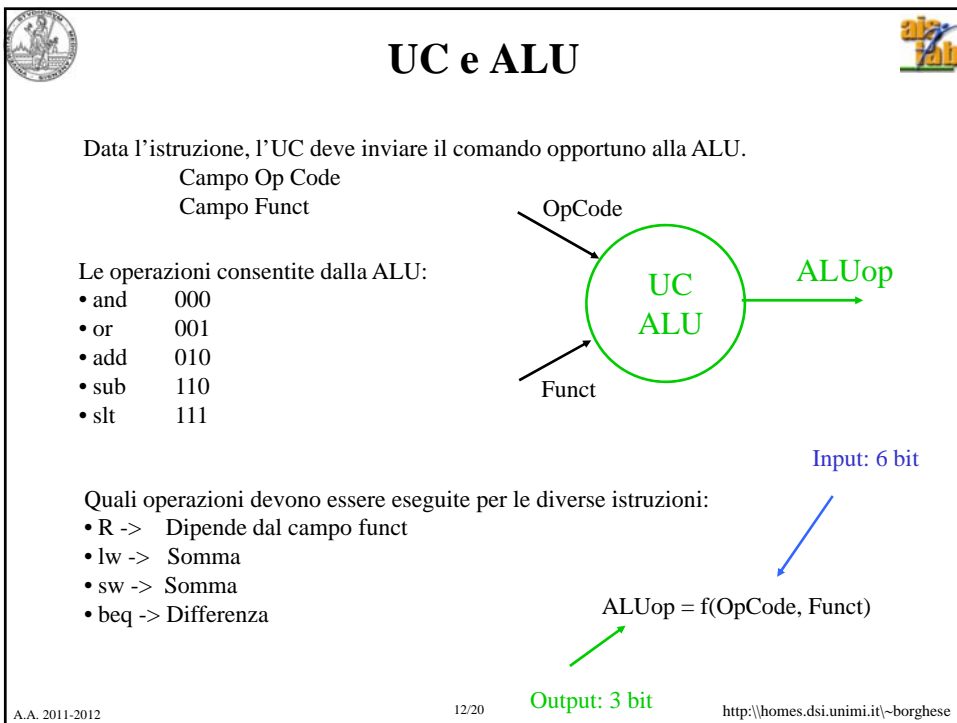 UC e ALU
Data l'istruzione, l'UC deve inviare il comando opportuno alla ALU.
Campo Op Code
Campo Funct
OpCode
UC
ALU
ALUop
Funct
Le operazioni consentite dalla ALU:
• and 000
• or 001
• add 010
• sub 110
• slt 111
Input: 6 bit
Quali operazioni devono essere eseguite per le diverse istruzioni:
• R -> Dipende dal campo funct
• lw -> Somma
• sw -> Somma
• beq -> Differenza
ALUop = f(OpCode, Funct)
Output: 3 bit
A.A. 2011-2012
12/20
http:\\homes.dsi.unimi.it\~borghese